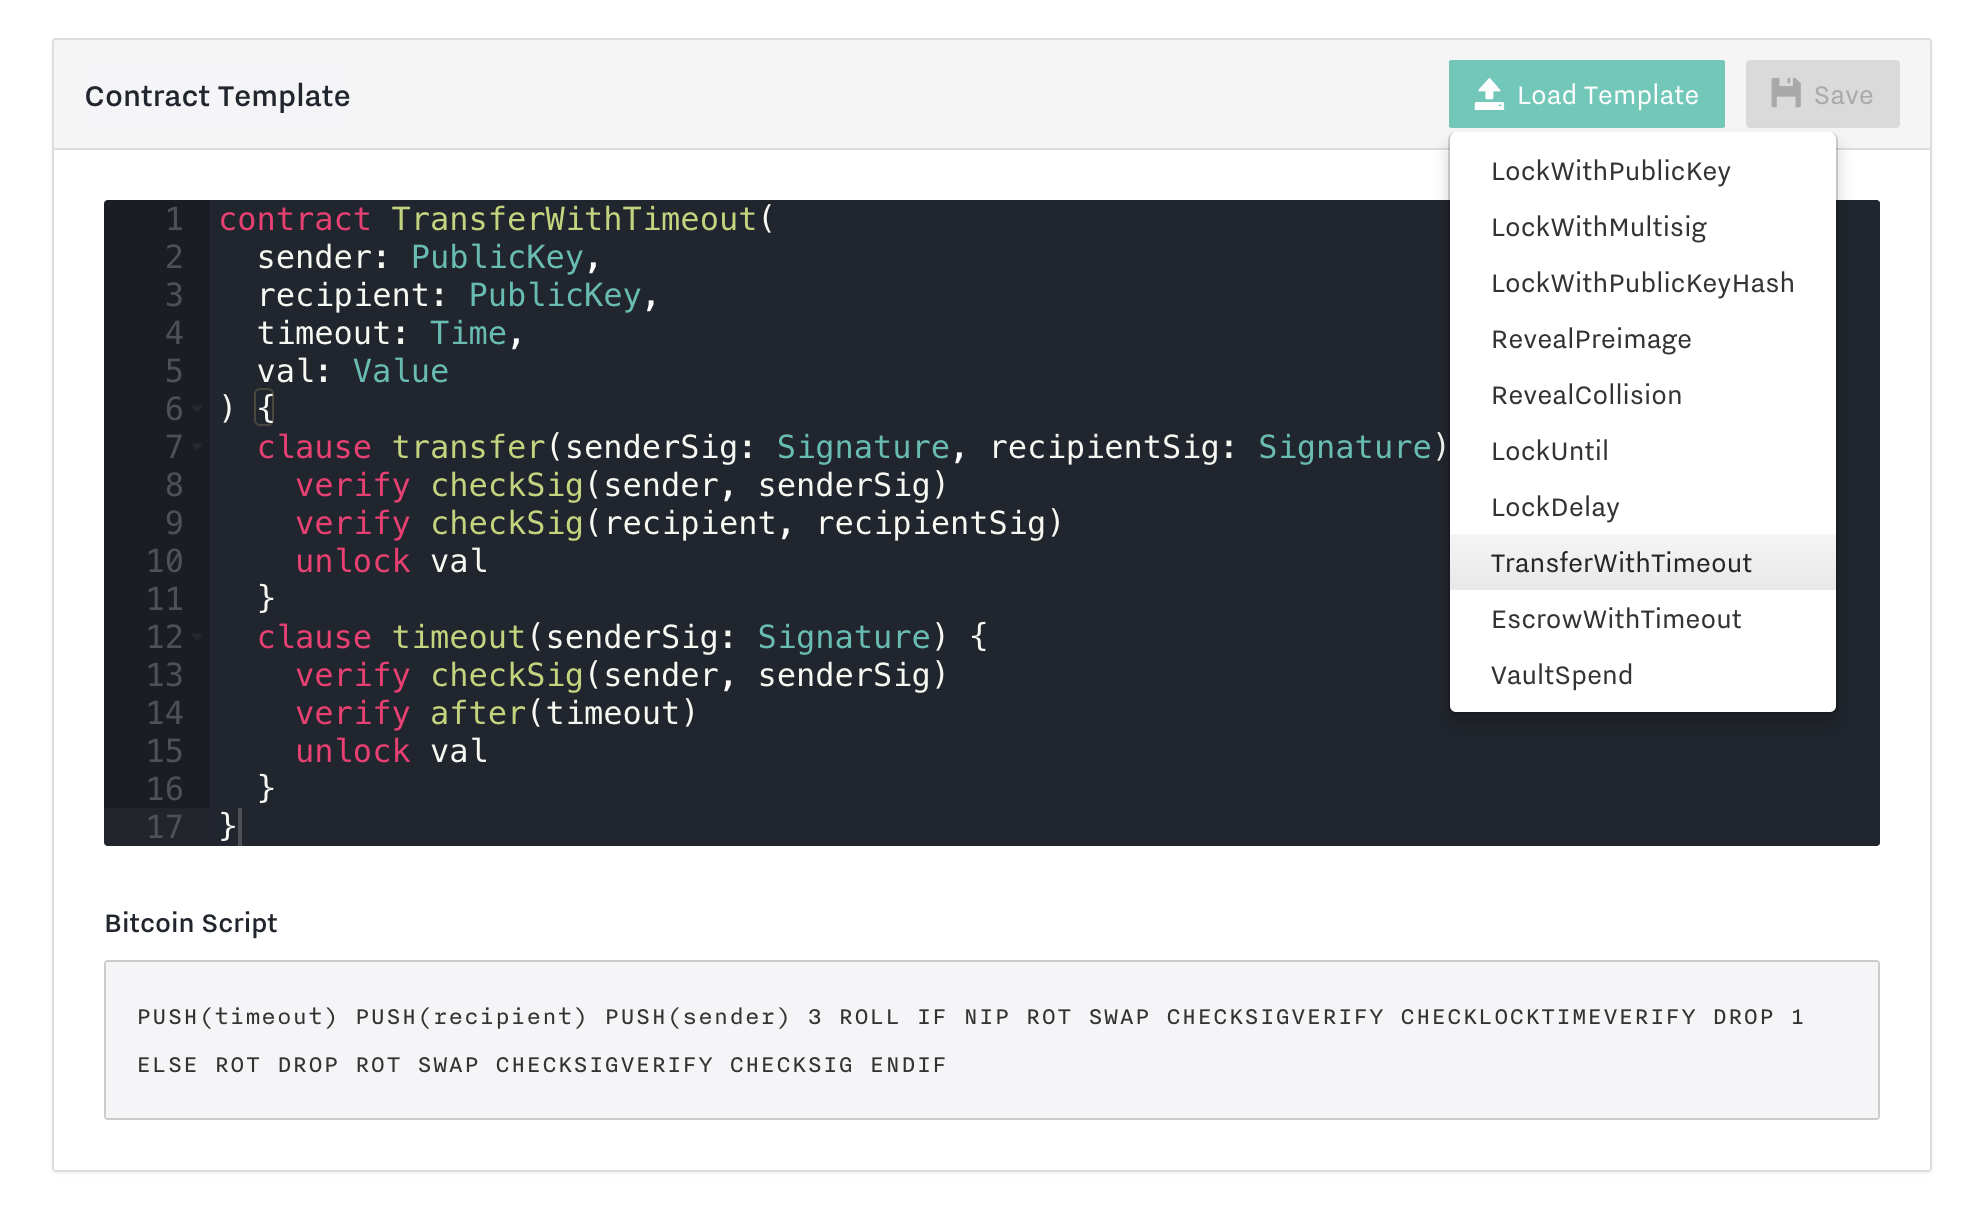 Contract Template
Load Template
Save
LockWithPublicKey
LockWithMultisig
LockWithPublicKeyHash
RevealPreimage
RevealCollision
LockUntil
LockDelay
TransferWithTimeout
EscrowWithTimeout
VaultSpend
1 contract TransferWithTimeout(
2   sender: PublicKey,
3   recipient: PublicKey,
4   timeout: Time,
5   val: Value
6 ) {
7   clause transfer(senderSig: Signature, recipientSig: Signature)
8     verify checkSig(sender, senderSig)
9     verify checkSig(recipient, recipientSig)
10     unlock val
11   }
12   clause timeout(senderSig: Signature) {
13     verify checkSig(sender, senderSig)
14     verify after(timeout)
15     unlock val
16   }
17 }
Bitcoin Script
PUSH(timeout) PUSH(recipient) PUSH(sender) 3 ROLL IF NIP ROT SWAP CHECKSIGVERIFY CHECKLOCKTIMEVERIFY DROP 1
ELSE ROT DROP ROT SWAP CHECKSIGVERIFY CHECKSIG ENDIF